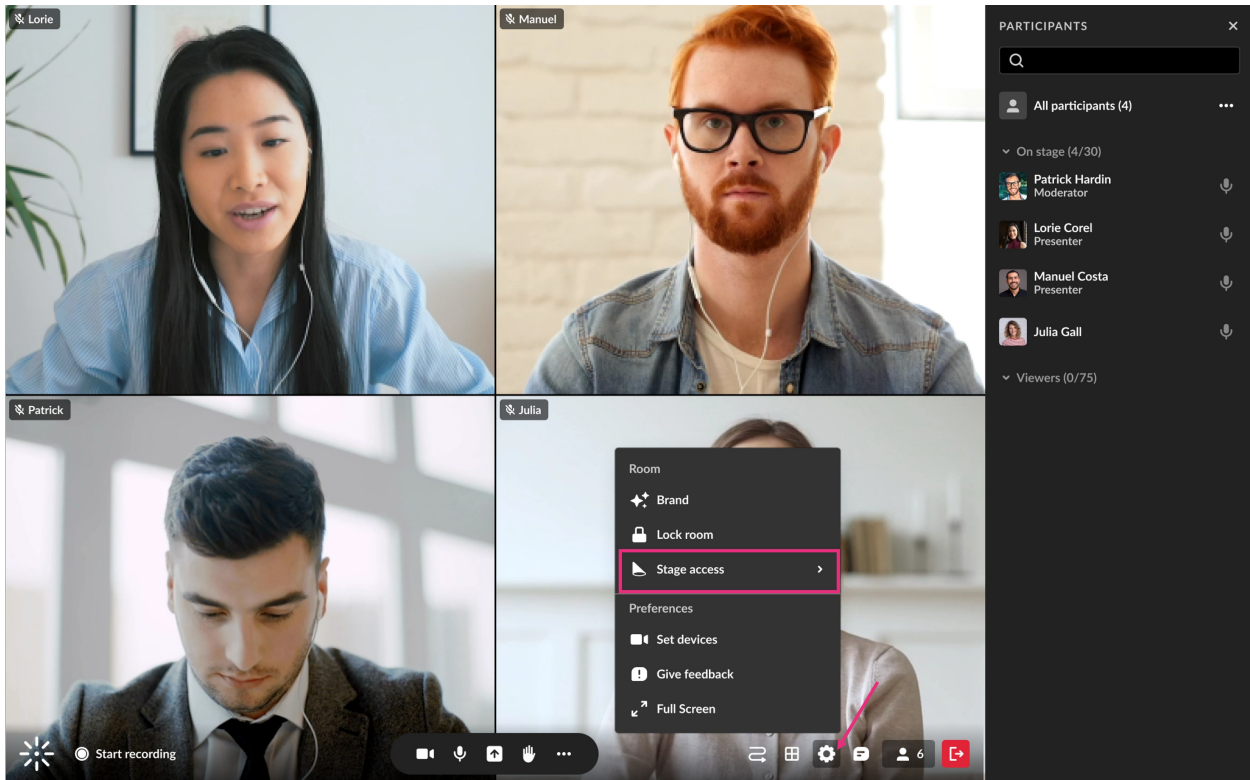 Lorie
Manuel
PARTICIPANTS
All participants (4)
On stage (4/30)
Patrick Hardin
Moderator
Lorie Corel
Presenter
Manuel Costa
Presenter
Julia Gall
Viewers (0/75)
Patrick
Julia
Room
Brand
Lock room
Stage access
Preferences
Set devices
Give feedback
Full Screen
Start recording
6